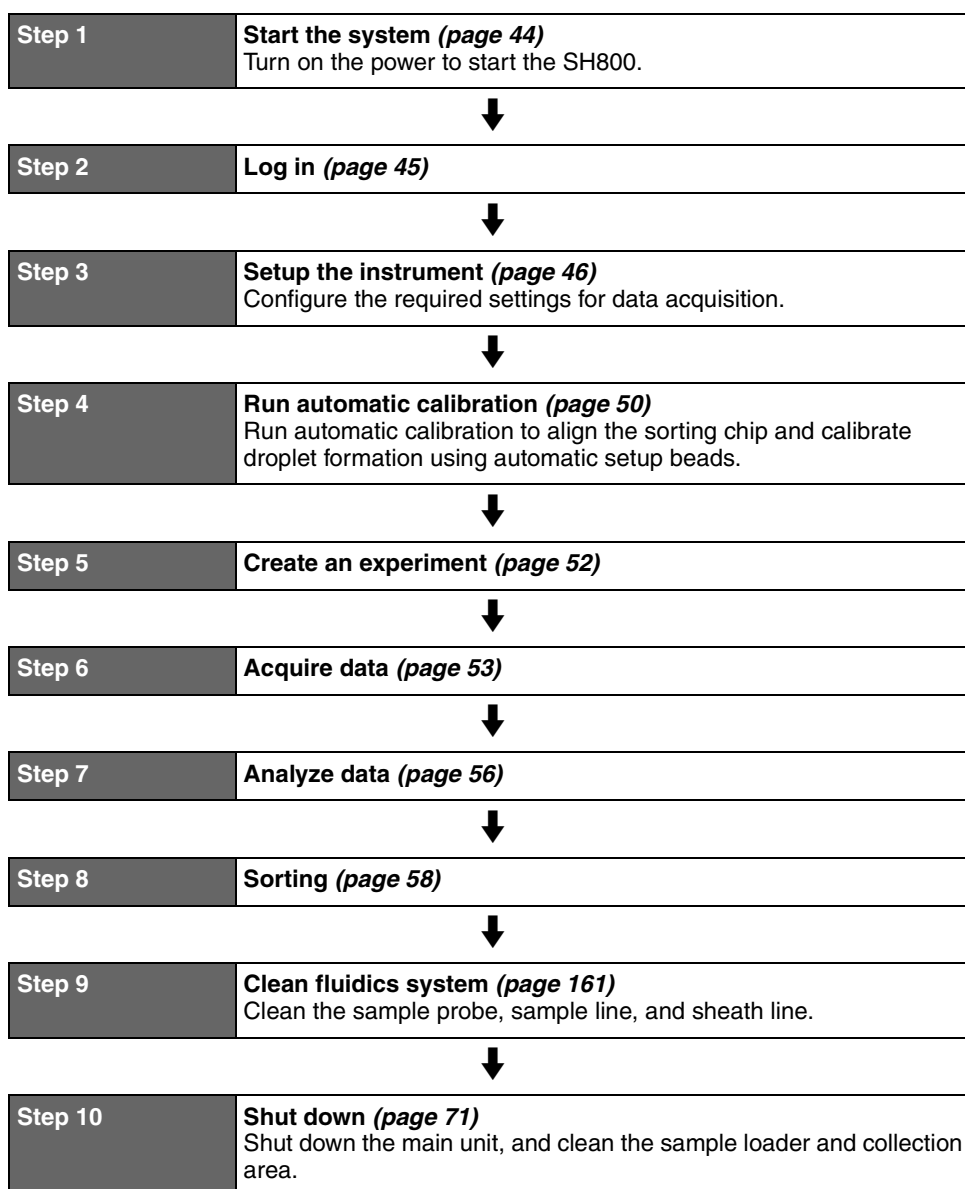 Step 1
Start the system (page 44)
Turn on the power to start the SH800.
Step 2
Log in (page 45)
Step 3
Setup the instrument (page 46)
Configure the required settings for data acquisition.
Step 4
Run automatic calibration (page 50)
Run automatic calibration to align the sorting chip and calibrate
droplet formation using automatic setup beads.
Step 5
Create an experiment (page 52)
Step 6
Acquire data (page 53)
Step 7
Analyze data (page 56)
Step 8
Sorting (page 58)
Step 9
Clean fluidics system (page 161)
Clean the sample probe, sample line, and sheath line.
Step 10
Shut down (page 71)
Shut down the main unit, and clean the sample loader and collection
area.